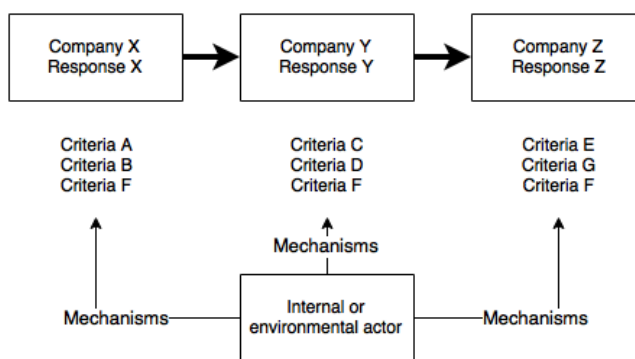 Company X
Response X
Company Y
Response Y
Company Z
Response Z
Criteria A
Criteria B
Criteria F
Criteria C
Criteria D
Criteria F
Criteria E
Criteria G
Criteria F
Mechanisms
Mechanisms
Internal or
environmental actor
Mechanisms